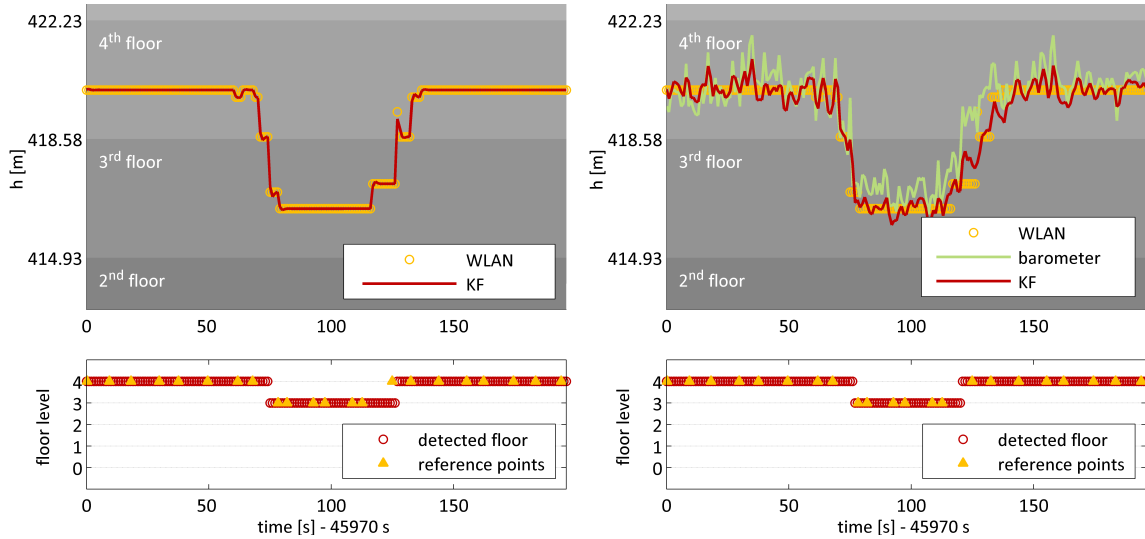 422.23
4th floor
418.58
3rd floor
h [m]
414.93
2nd floor
WLAN
KF
0 50 100 150
4
3
2
1
0
floor level
detected floor
reference points
0 50 100 150
time [s] - 45970 s
422.23
4th floor
418.58
3rd floor
h [m]
414.93
2nd floor
WLAN
barometer
KF
0 50 100 150
4
3
2
1
0
floor level
detected floor
reference points
0 50 100 150
time [s] - 45970 s